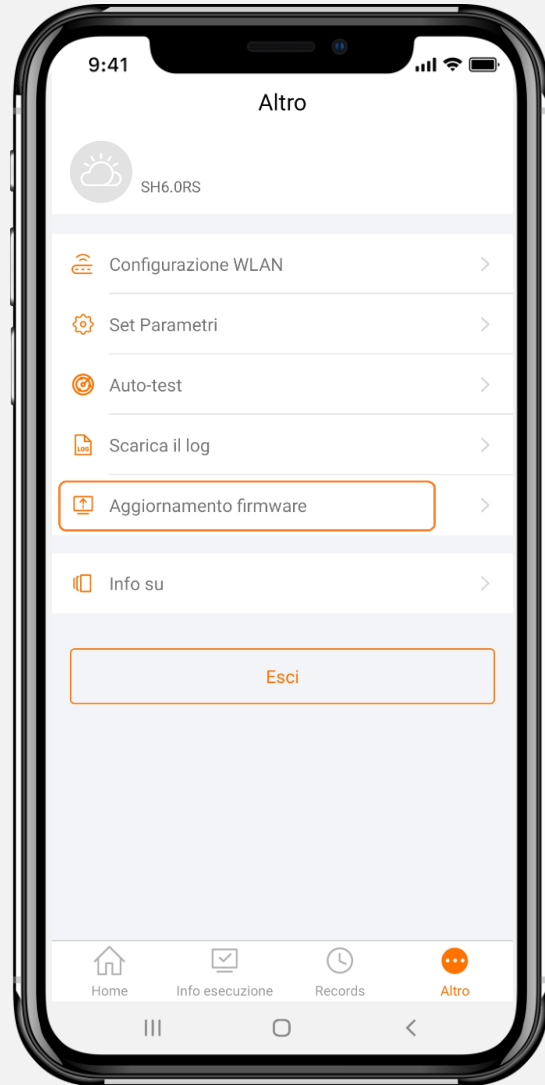 9:41
Altro
SH6.0RS
Configurazione WLAN
Set Parametri
Auto-test
LOG
Scarica il log
Aggiornamento firmware
Info su
Esci
Home Info esecuzione Records Altro